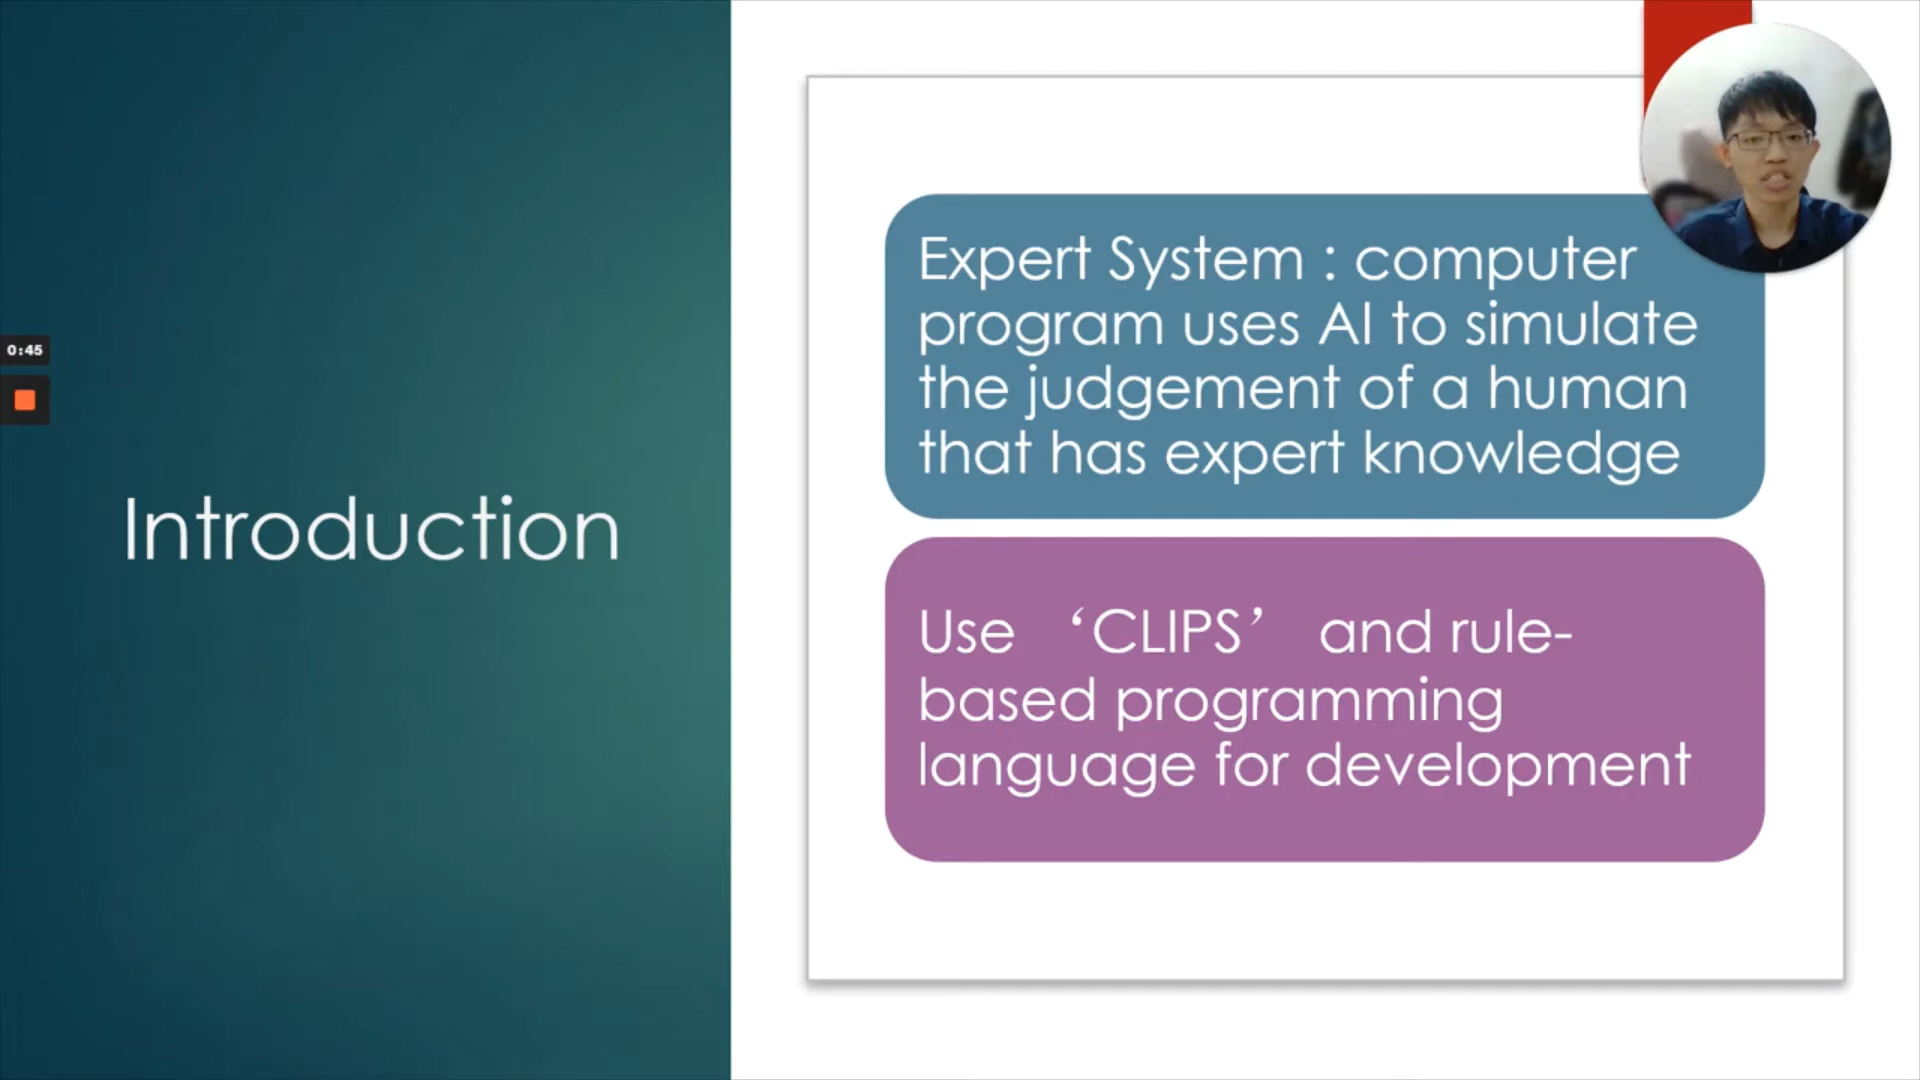 0:45
Introduction
Expert System : computer
program uses AI to simulate
the judgement of a human
that has expert knowledge
Use ‘CLIPS’ and rule-
based programming
language for development